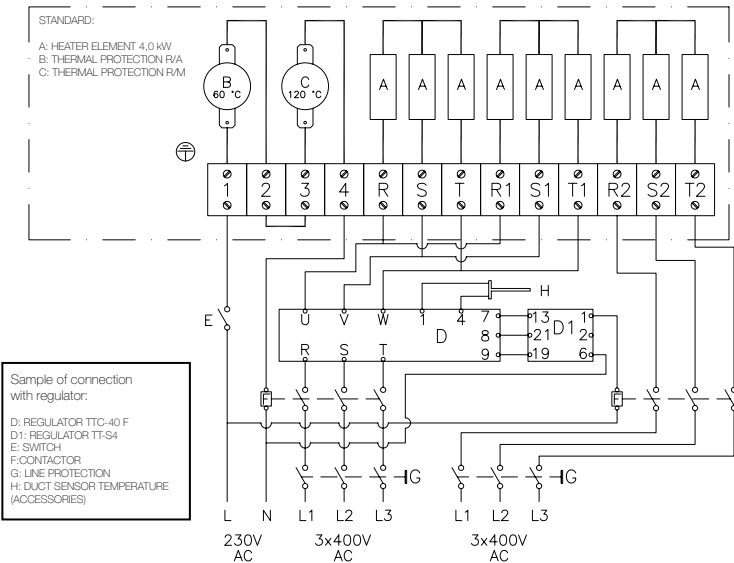 STANDARD:
A: HEATER ELEMENT 4,0 kW
B: THERMAL PROTECTION R/A
C: THERMAL PROTECTION R/M
B
60 °C
C
120 °C
A A A A A A A A A
1 2 3 4 R S T R1 S1 T1 R2 S2 T2
H
E
U V W 1 4 7 13 D1 1
D 8 21 2
R S T 9 19 6
Sample of connection
with regulator:
D: REGULATOR TTC-40 F
D1: REGULATOR TT-S4
E: SWITCH
F:CONTACTOR
G: LINE PROTECTION
H: DUCT SENSOR TEMPERATURE
(ACCESSORIES)
G G
L N L1 L2 L3 L1 L2 L3
230V 3x400V 3x400V
AC AC AC